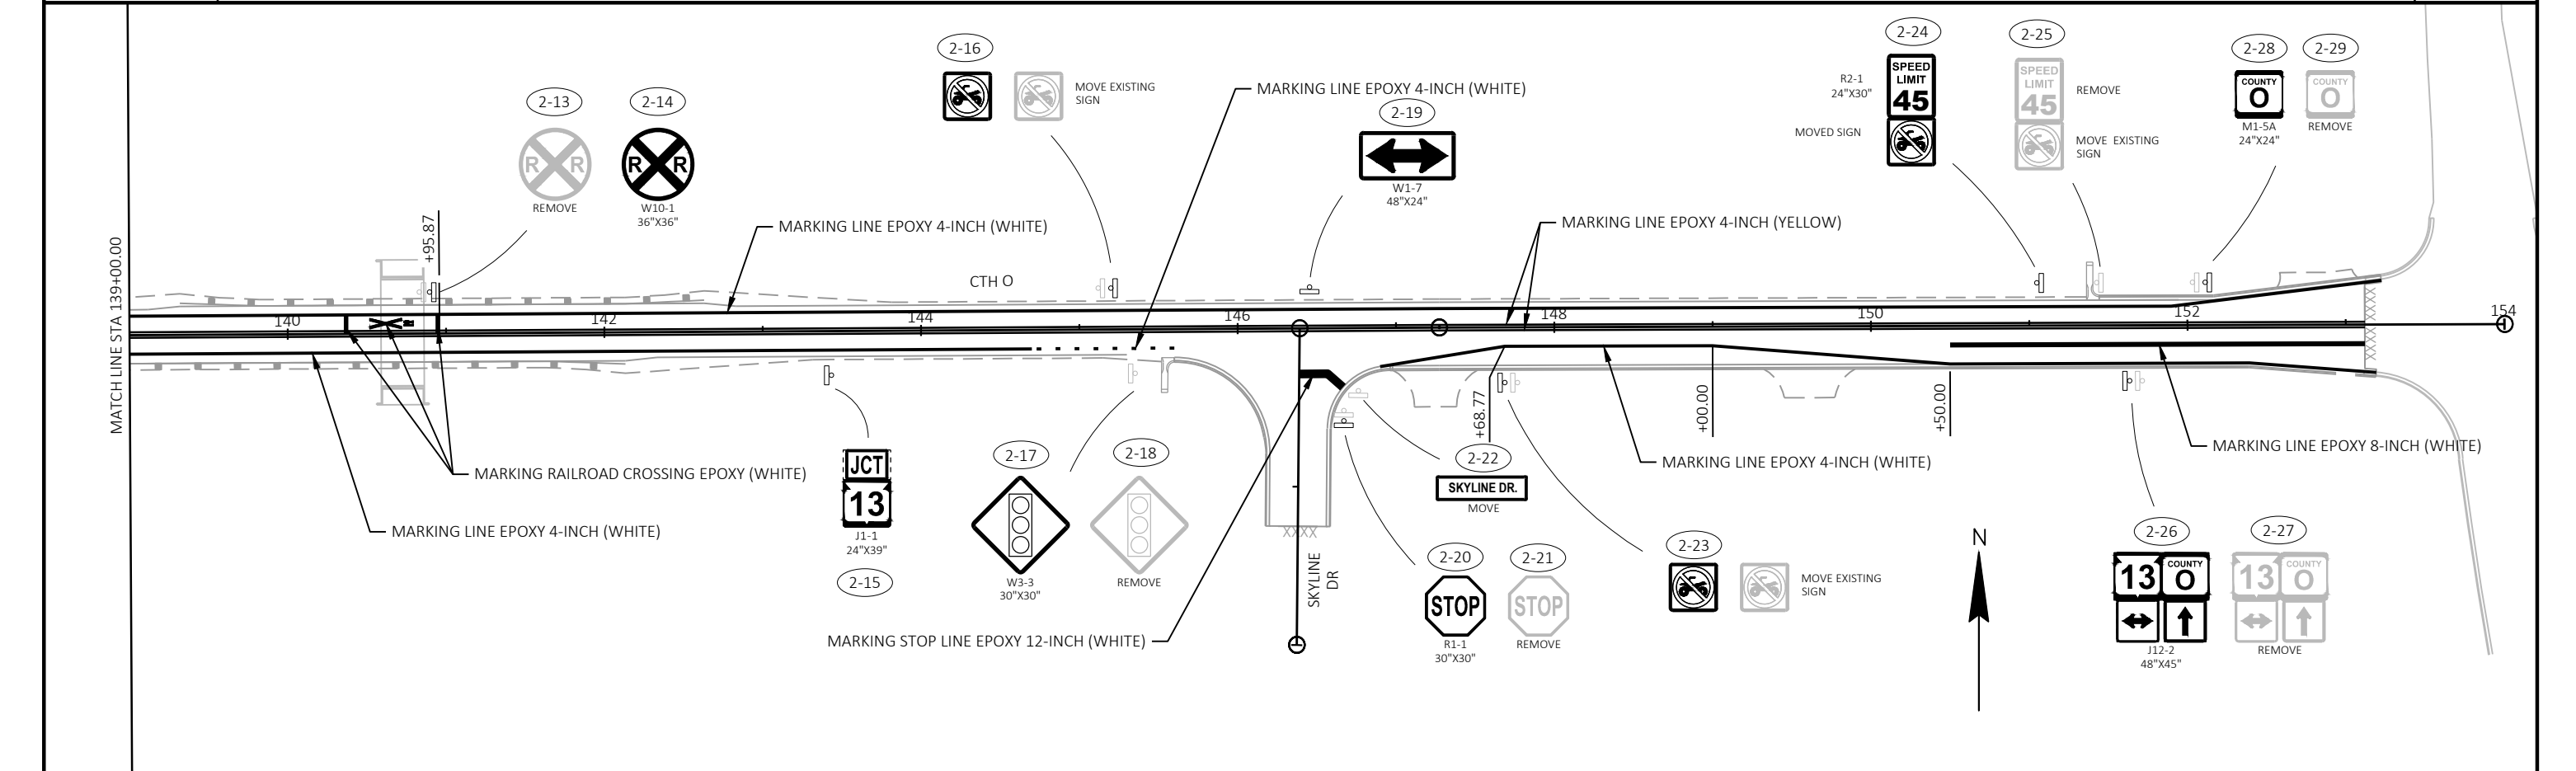 2-16
2-24
2-25
2-28
2-29
2-13
2-14
R
R
REMOVE
R
R
W10-1
36"X36"
MOVE EXISTING
SIGN
MARKING LINE EPOXY 4-INCH (WHITE)
2-19
W1-7
48"X24"
R2-1
24"X30"
SPEED
LIMIT
45
MOVED SIGN
SPEED
LIMIT
45
REMOVE
MOVE EXISTING
SIGN
COUNTY
O
M1-5A
24"X24"
COUNTY
O
REMOVE
+95.87
MARKING LINE EPOXY 4-INCH (WHITE)
MARKING LINE EPOXY 4-INCH (YELLOW)
CTH O
MATCH LINE STA 139+00.00
140
142
144
146
148
150
152
154
+68.77
+00.00
+50.00
MARKING RAILROAD CROSSING EPOXY (WHITE)
MARKING LINE EPOXY 4-INCH (WHITE)
JCT
13
J1-1
24"X39"
2-15
2-17
W3-3
30"X30"
2-18
REMOVE
2-22
SKYLINE DR.
MOVE
MARKING LINE EPOXY 4-INCH (WHITE)
MARKING LINE EPOXY 8-INCH (WHITE)
SKYLINE
DR
2-20
STOP
R1-1
30"X30"
2-21
STOP
REMOVE
2-23
MOVE EXISTING
SIGN
N
2-26
13
COUNTY
O
J12-2
48"X45"
2-27
13
COUNTY
O
REMOVE
MARKING STOP LINE EPOXY 12-INCH (WHITE)